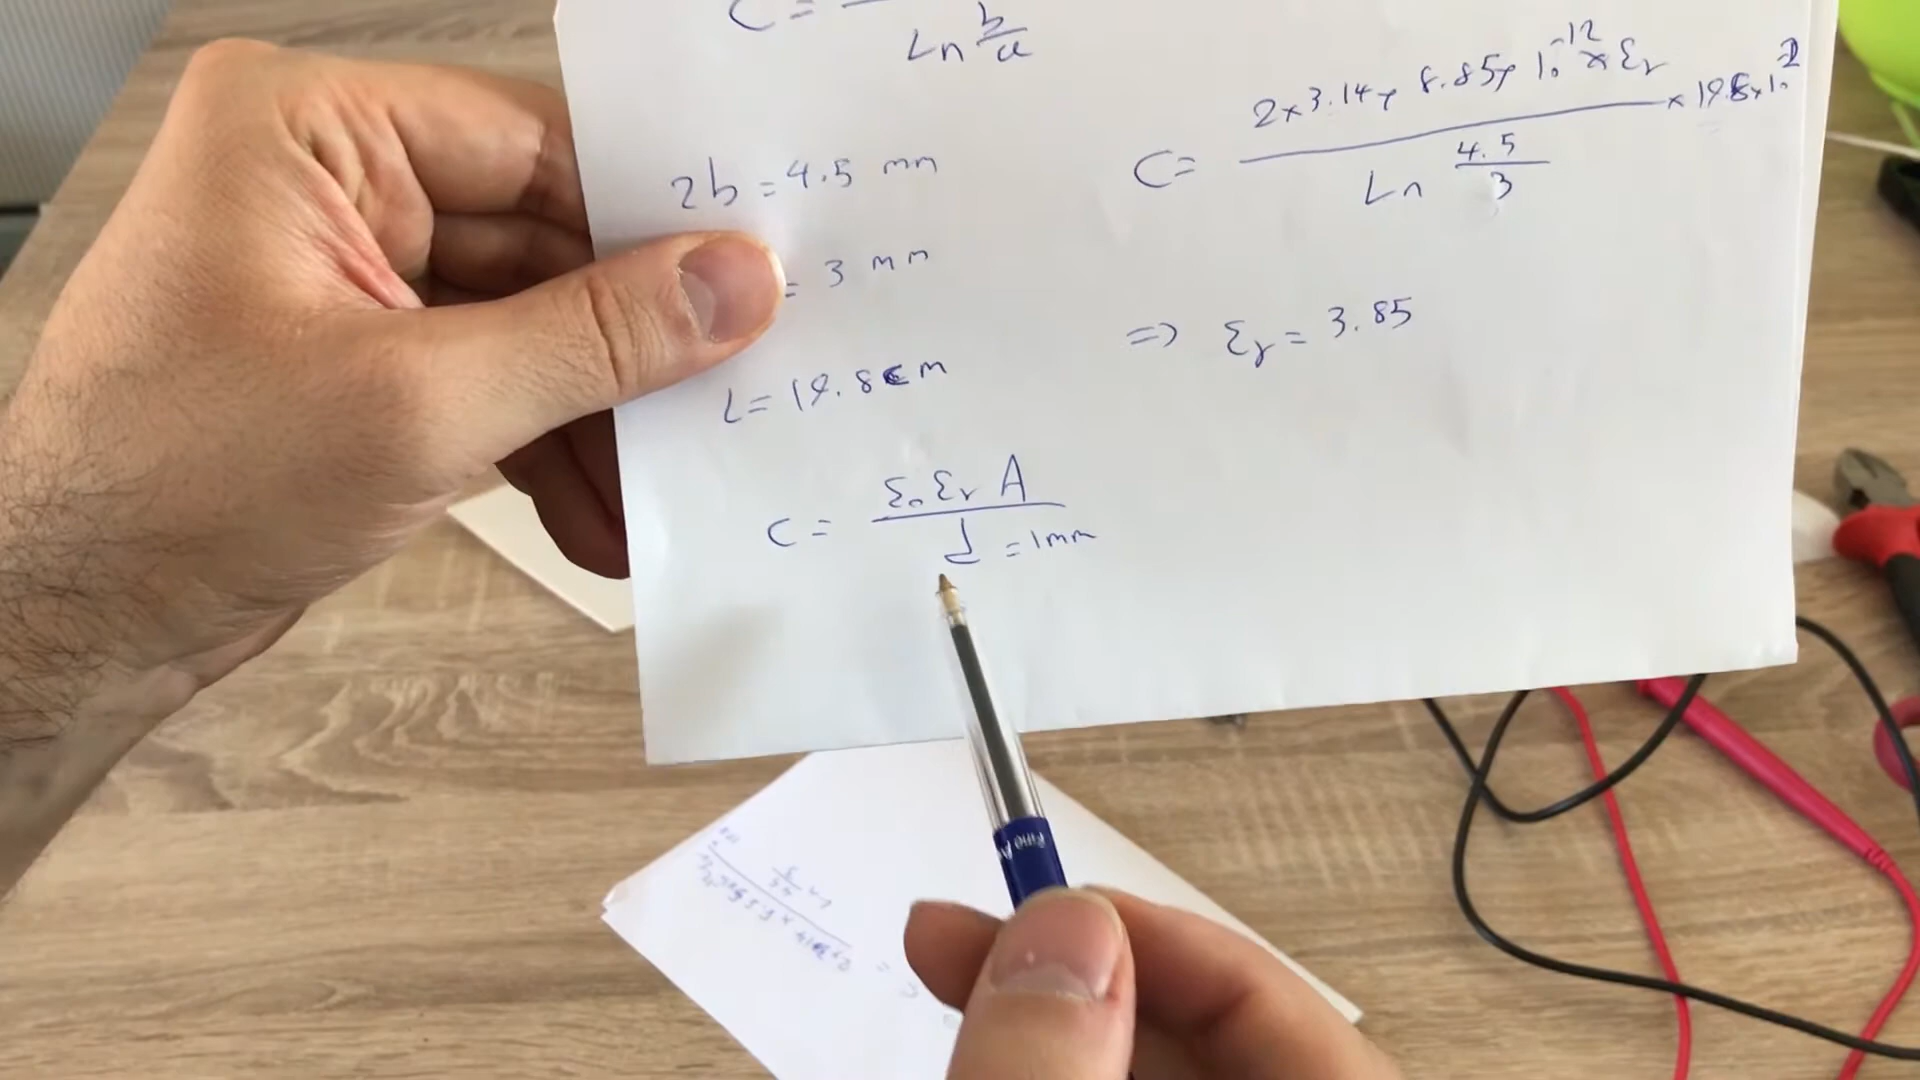 C =
Ln b/a
2b = 4.5 mm
= 3 mm
L = 19.8 cm
C = ε₀ εr A / d = 1mm
C = 2 x 3.14 x 8.85 x 10^-12 x εr / Ln 4.5/3 x 19.8 x 10^-2
=> εr = 3.85